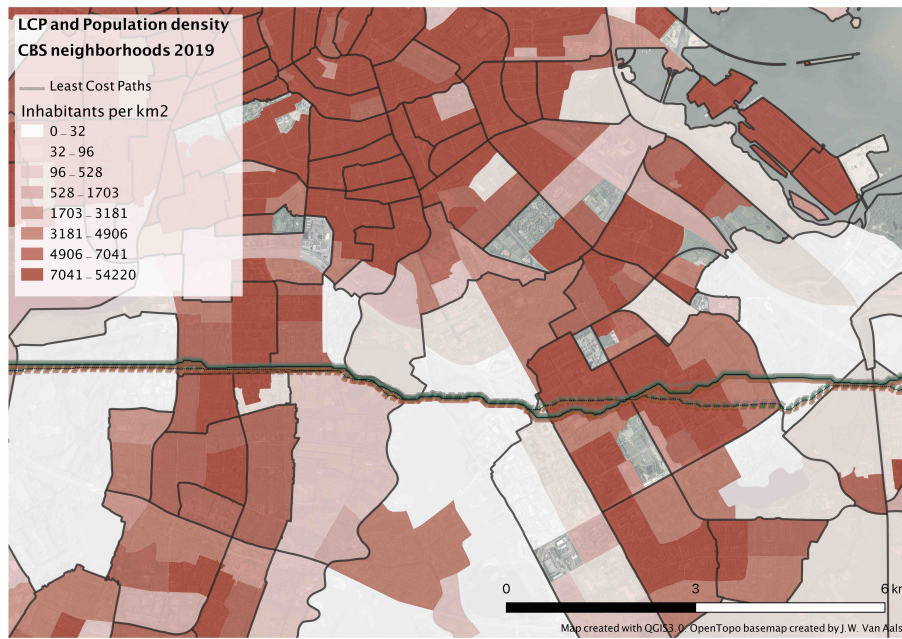 LCP and Population density
CBS neighborhoods 2019
Least Cost Paths
Inhabitants per km2
0 – 32
32 – 96
96 – 528
528 – 1703
1703 – 3181
3181 – 4906
4906 – 7041
7041 – 54220
0 3 6 km
Map created with QGIS3.0; OpenTopo basemap created by J.W. Van Aals